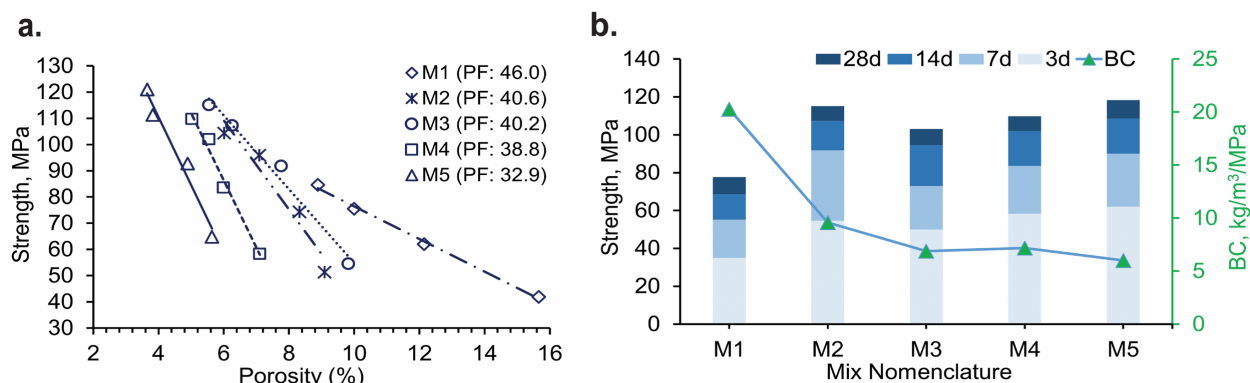 a.
130
120
110
100
90
80
70
60
50
40
30
Strength, MPa
2 4 6 8 10 12 14 16
Porosity (%)
M1 (PF: 46.0)
M2 (PF: 40.6)
M3 (PF: 40.2)
M4 (PF: 38.8)
M5 (PF: 32.9)
b.
28d 14d 7d 3d BC
140
120
100
80
60
40
20
0
Strength, MPa
25
20
15
10
5
0
BC, kg/m³/MPa
M1 M2 M3 M4 M5
Mix Nomenclature